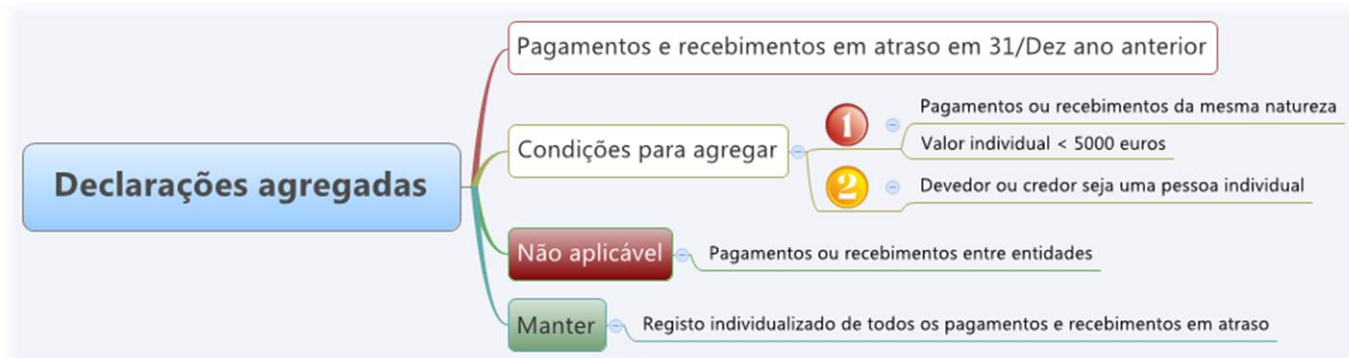 Declarações agregadas
Pagamentos e recebimentos em atraso em 31/Dez ano anterior
Condições para agregar
1
Pagamentos ou recebimentos da mesma natureza
Valor individual < 5000 euros
2
Devedor ou credor seja uma pessoa individual
Não aplicável
Pagamentos ou recebimentos entre entidades
Manter
Registo individualizado de todos os pagamentos e recebimentos em atraso